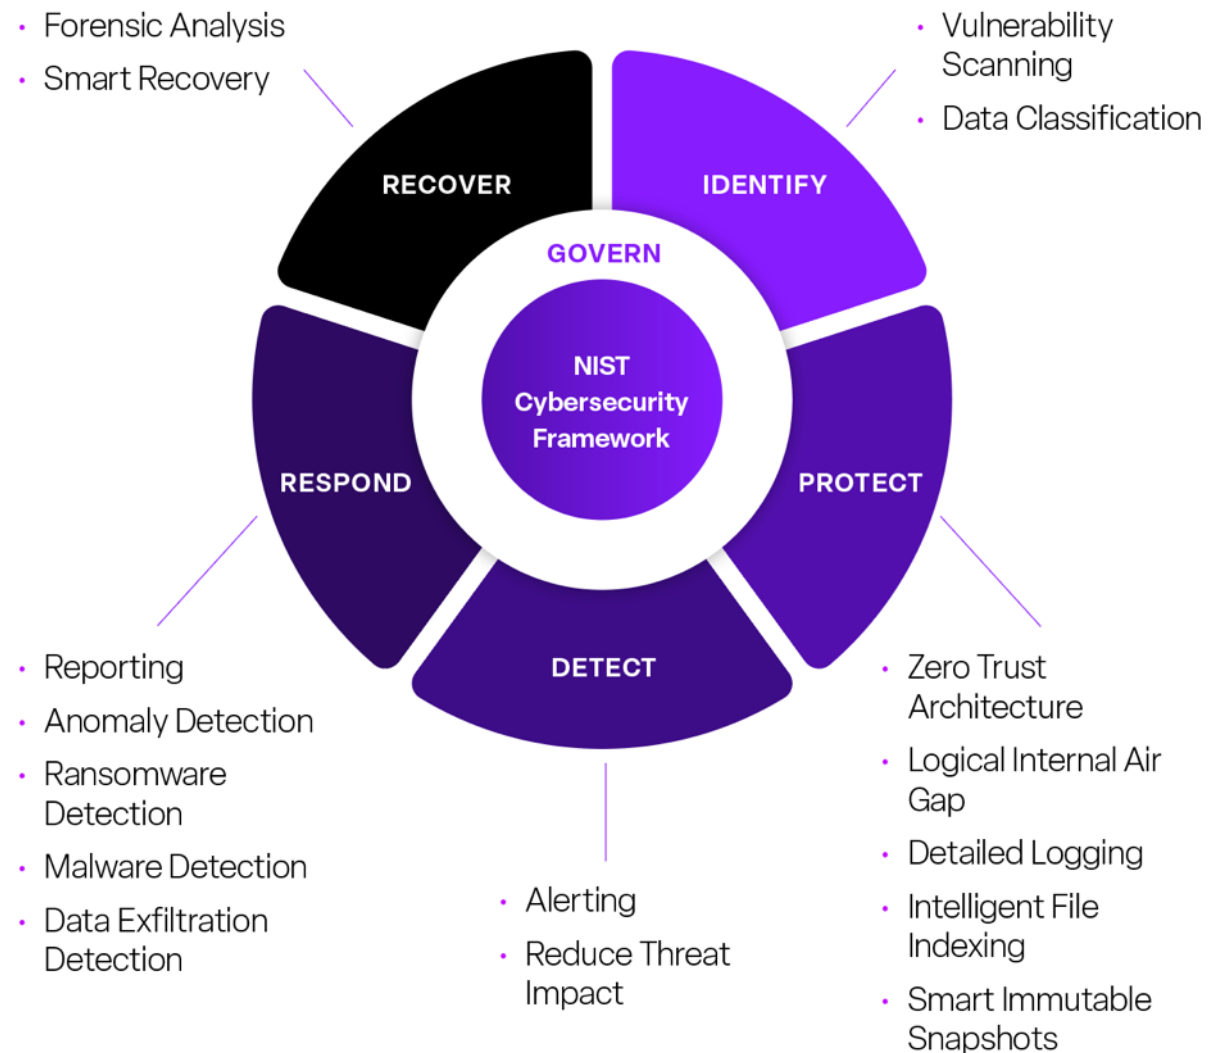 Forensic Analysis
Smart Recovery
Vulnerability
Scanning
Data Classification
RECOVER
IDENTIFY
GOVERN
NIST
Cybersecurity
Framework
RESPOND
PROTECT
DETECT
Reporting
Anomaly Detection
Ransomware
Detection
Malware Detection
Data Exfiltration
Detection
Alerting
Reduce Threat
Impact
Zero Trust
Architecture
Logical Internal Air
Gap
Detailed Logging
Intelligent File
Indexing
Smart Immutable
Snapshots